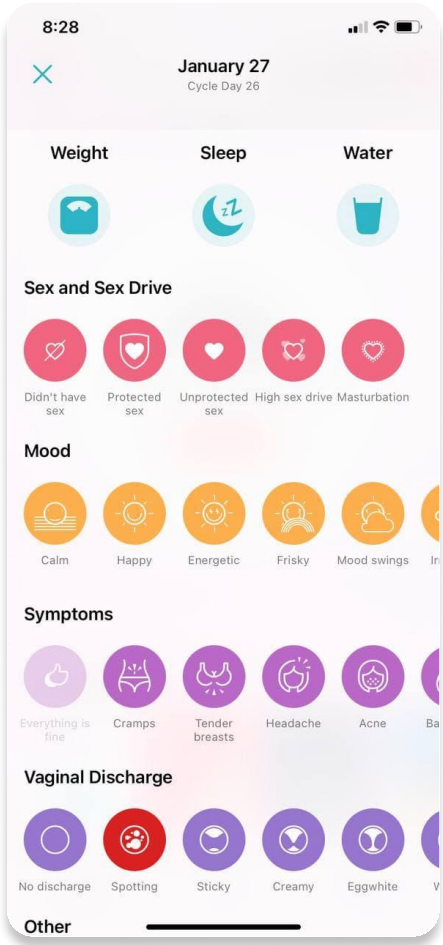 8:28
January 27
Cycle Day 26
Weight Sleep Water
zZ
Sex and Sex Drive
Didn't have Protected Unprotected High sex drive Masturbation
sex sex sex
Mood
Calm Happy Energetic Frisky Mood swings
Symptoms
Everything is Cramps Tender Headache Acne Ba
fine breasts
Vaginal Discharge
No discharge Spotting Sticky Creamy Eggwhite
Other